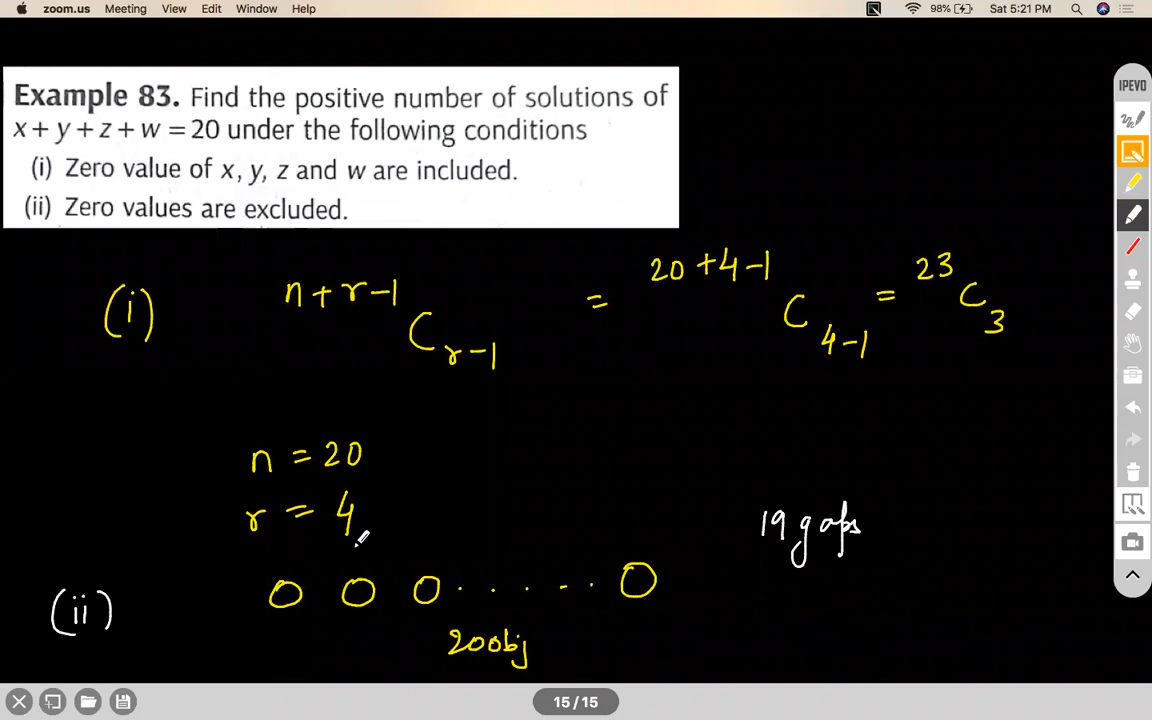 zoom.us Meeting View Edit Window Help 98% Sat 5:21 PM
IPEVO
Example 83. Find the positive number of solutions of
x + y + z + w = 20 under the following conditions
(i) Zero value of x, y, z and w are included.
(ii) Zero values are excluded.
(i) n+r-1 C r-1 = 20+4-1 C 4-1 = 23 C 3
n = 20
r = 4
19 gaps
(ii) O O O . . . . . O
20obj
15 / 15